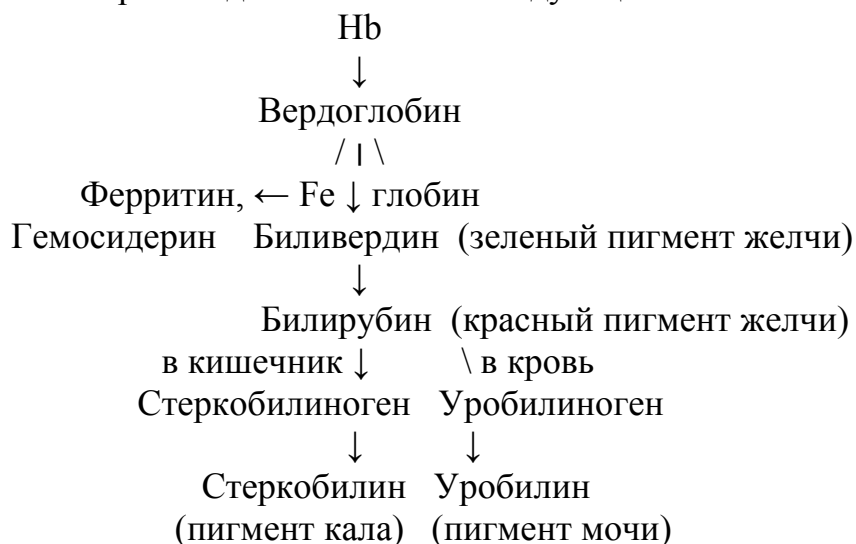 Hb
↓
Вердоглобин
/ | \
Ферритин, ← Fe ↓ глобин
Гемосидерин Биливердин (зеленый пигмент желчи)
↓
Билирубин (красный пигмент желчи)
в кишечник ↓ \ в кровь
Стеркобилиноген Уробилиноген
↓ ↓
Стеркобилин Уробилин
(пигмент кала) (пигмент мочи)